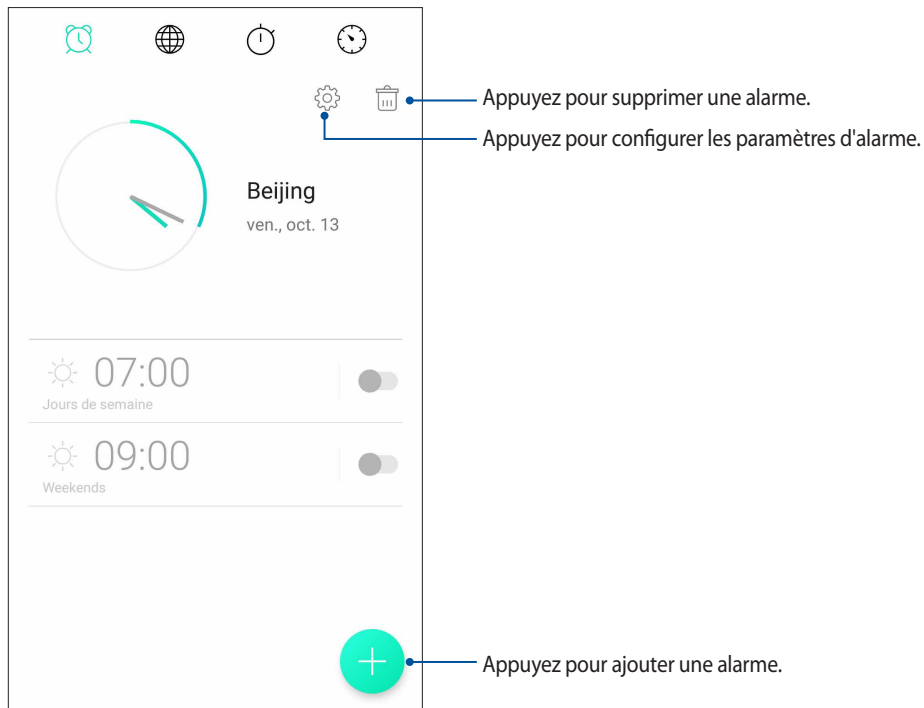 Appuyez pour supprimer une alarme.
Appuyez pour configurer les paramètres d'alarme.
Beijing
ven., oct. 13
07:00
Jours de semaine
09:00
Weekends
Appuyez pour ajouter une alarme.